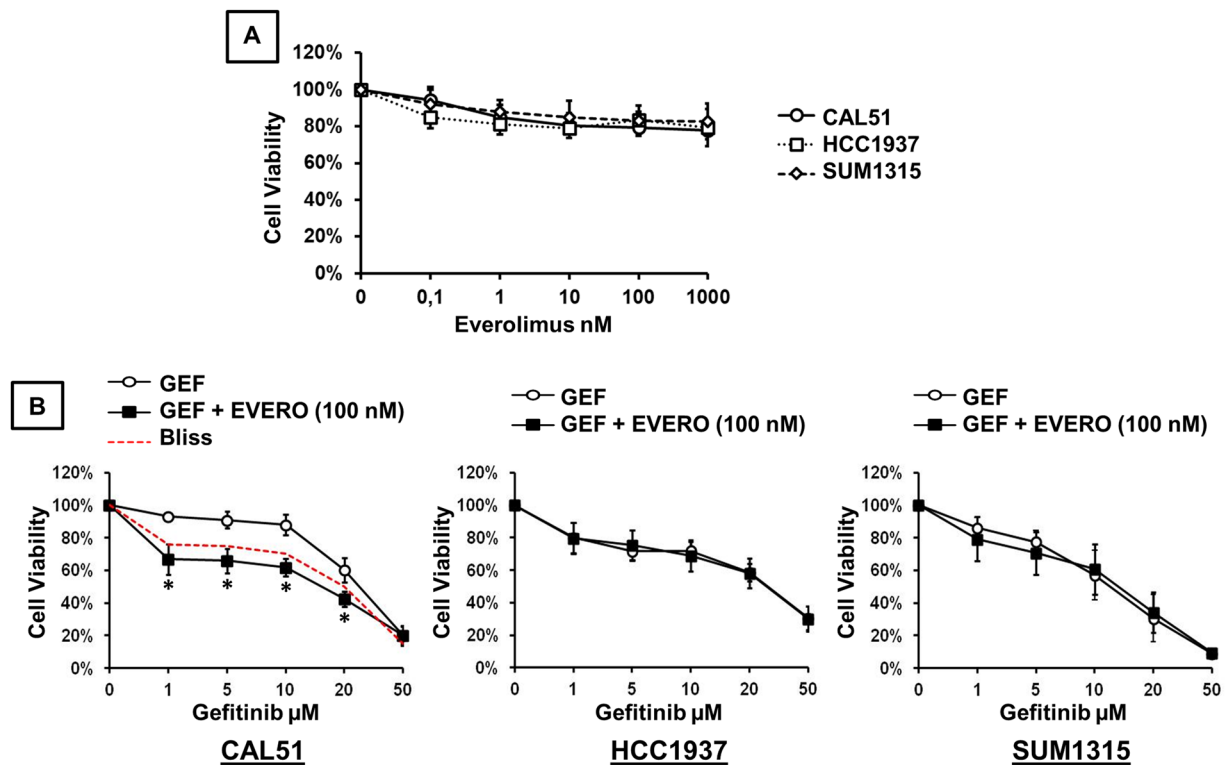 A
120%
100%
80%
60%
40%
20%
0%
Cell Viability
0 0,1 1 10 100 1000
Everolimus nM
CAL51
HCC1937
SUM1315
B
GEF
GEF + EVERO (100 nM)
Bliss
120%
100%
80%
60%
40%
20%
0%
Cell Viability
* * * *
0 1 5 10 20 50
Gefitinib µM
CAL51
GEF
GEF + EVERO (100 nM)
120%
100%
80%
60%
40%
20%
0%
Cell Viability
0 1 5 10 20 50
Gefitinib µM
HCC1937
GEF
GEF + EVERO (100 nM)
120%
100%
80%
60%
40%
20%
0%
Cell Viability
0 1 5 10 20 50
Gefitinib µM
SUM1315